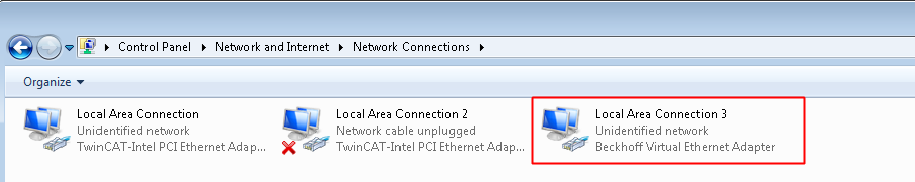 Control Panel Network and Internet Network Connections
Organize
Local Area Connection
Unidentified network
TwinCAT-Intel PCI Ethernet Adap...
Local Area Connection 2
Network cable unplugged
TwinCAT-Intel PCI Ethernet Adap...
Local Area Connection 3
Unidentified network
Beckhoff Virtual Ethernet Adapter